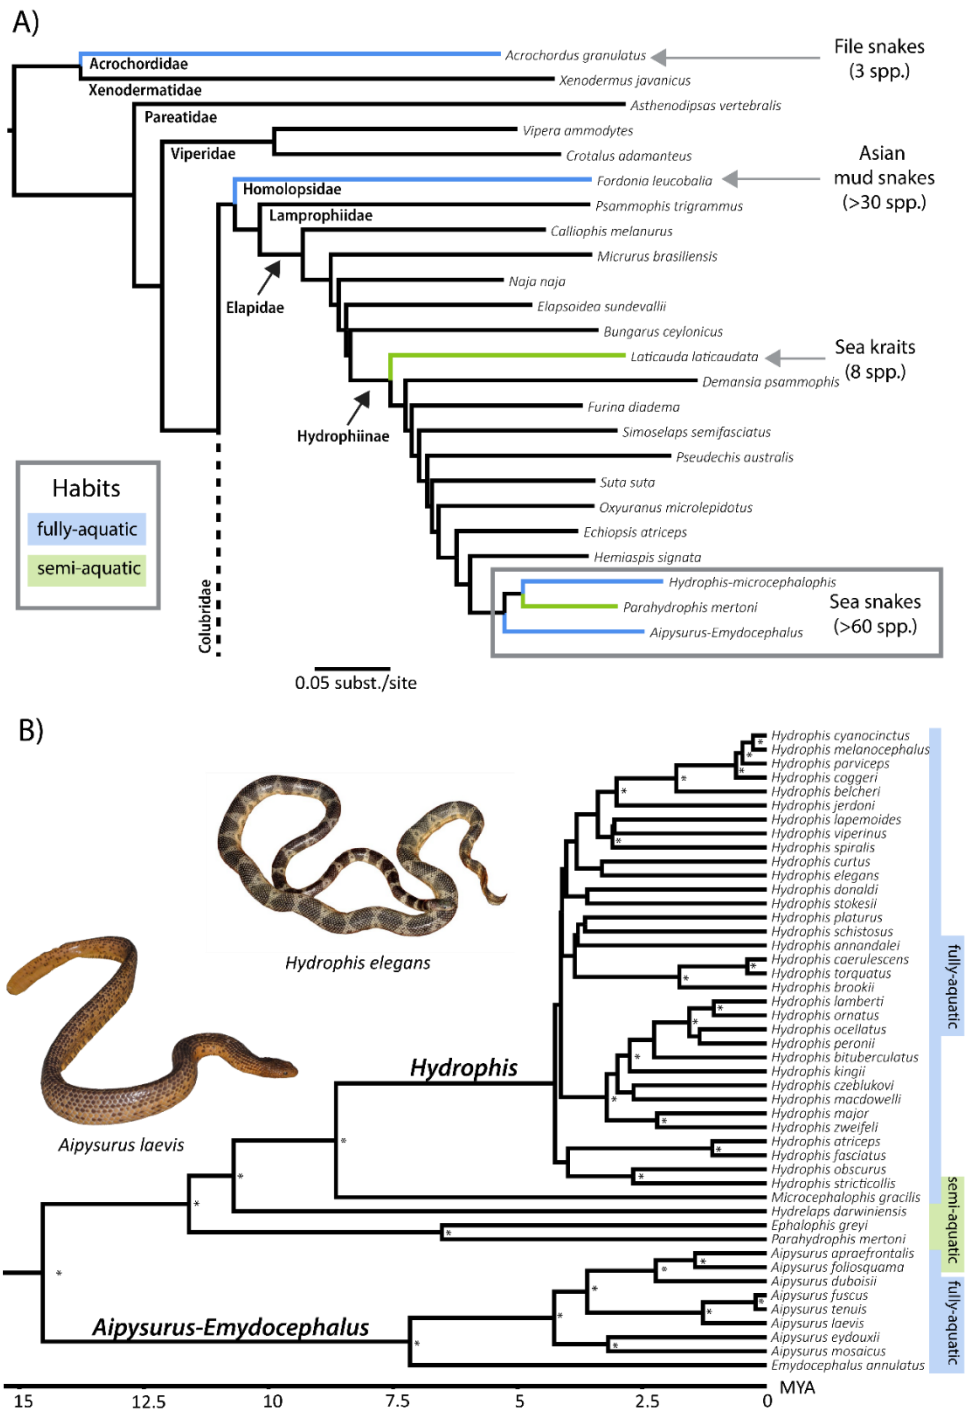 A)
Acrochordus granulatus
File snakes
(3 spp.)
Acrochordidae
Xenodermus javanicus
Xenodermatidae
Asthenodipsas vertebralis
Pareatidae
Vipera ammodytes
Viperidae
Crotalus adamanteus
Asian
mud snakes
(>30 spp.)
Fordonia leucobalia
Homolopsidae
Psammophis trigrammus
Lamprophiidae
Calliophis melanurus
Micrurus brasiliensis
Naja naja
Elapidae
Elapsoidea sundevallii
Bungarus ceylonicus
Laticauda laticaudata
Sea kraits
(8 spp.)
Demansia psammophis
Furina diadema
Hydrophiinae
Simoselaps semifasciatus
Pseudechis australis
Suta suta
Oxyuranus microlepidotus
Echiopsis atriceps
Hemiaspis signata
Habits
fully-aquatic
semi-aquatic
Hydrophis-microcephalophis
Parahydrophis mertoni
Aipysurus-Emydocephalus
Sea snakes
(>60 spp.)
Colubridae
0.05 subst./site
B)
Hydrophis cyanocinctus
Hydrophis melanocephalus
Hydrophis parviceps
Hydrophis coggeri
Hydrophis belcheri
Hydrophis jerdoni
Hydrophis lapemoides
Hydrophis viperinus
Hydrophis spiralis
Hydrophis curtus
Hydrophis elegans
Hydrophis donaldi
Hydrophis stokesii
Hydrophis platurus
Hydrophis schistosus
Hydrophis annandalei
Hydrophis caerulescens
Hydrophis torquatus
Hydrophis brookii
Hydrophis lamberti
Hydrophis ornatus
Hydrophis ocellatus
Hydrophis peronii
Hydrophis bituberculatus
Hydrophis kingii
Hydrophis czeblukovi
Hydrophis macdowelli
Hydrophis major
Hydrophis zweifeli
Hydrophis atriceps
Hydrophis fasciatus
Hydrophis obscurus
Hydrophis stricticollis
Microcephalophis gracilis
Hydrelaps darwiniensis
Ephalophis greyi
Parahydrophis mertoni
Aipysurus apraefrontalis
Aipysurus foliosquama
Aipysurus duboisii
Aipysurus fuscus
Aipysurus tenuis
Aipysurus laevis
Aipysurus eydouxii
Aipysurus mosaicus
Emydocephalus annulatus
fully-aquatic
semi-aquatic
fully-aquatic
Hydrophis elegans
Aipysurus laevis
Hydrophis
Aipysurus-Emydocephalus
15 12.5 10 7.5 5 2.5 0 MYA